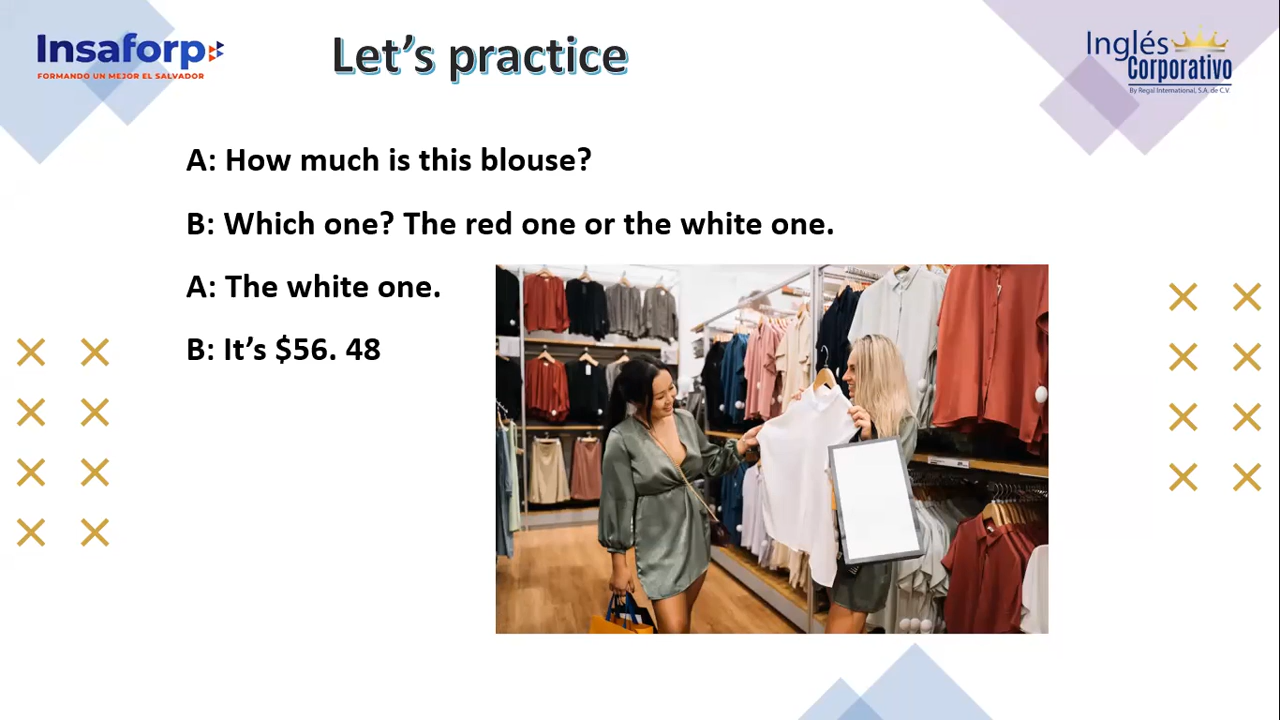 Insaforp
FORMANDO UN MEJOR EL SALVADOR
Let's practice
Inglés
Corporativo
By Regal International, S.A. de C.V.
A: How much is this blouse?
B: Which one? The red one or the white one.
A: The white one.
B: It's $56. 48